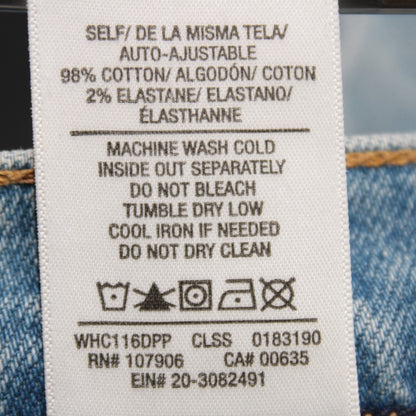 SELF/ DE LA MISMA TELA/
AUTO-AJUSTABLE
98% COTTON/ ALGODÓN/ COTON
2% ELASTANE/ ELASTANO/
ÉLASTHANNE
MACHINE WASH COLD
INSIDE OUT SEPARATELY
DO NOT BLEACH
TUMBLE DRY LOW
COOL IRON IF NEEDED
DO NOT DRY CLEAN
WHC116DPP CLSS 0183190
RN# 107906 CA# 00635
EIN# 20-3082491